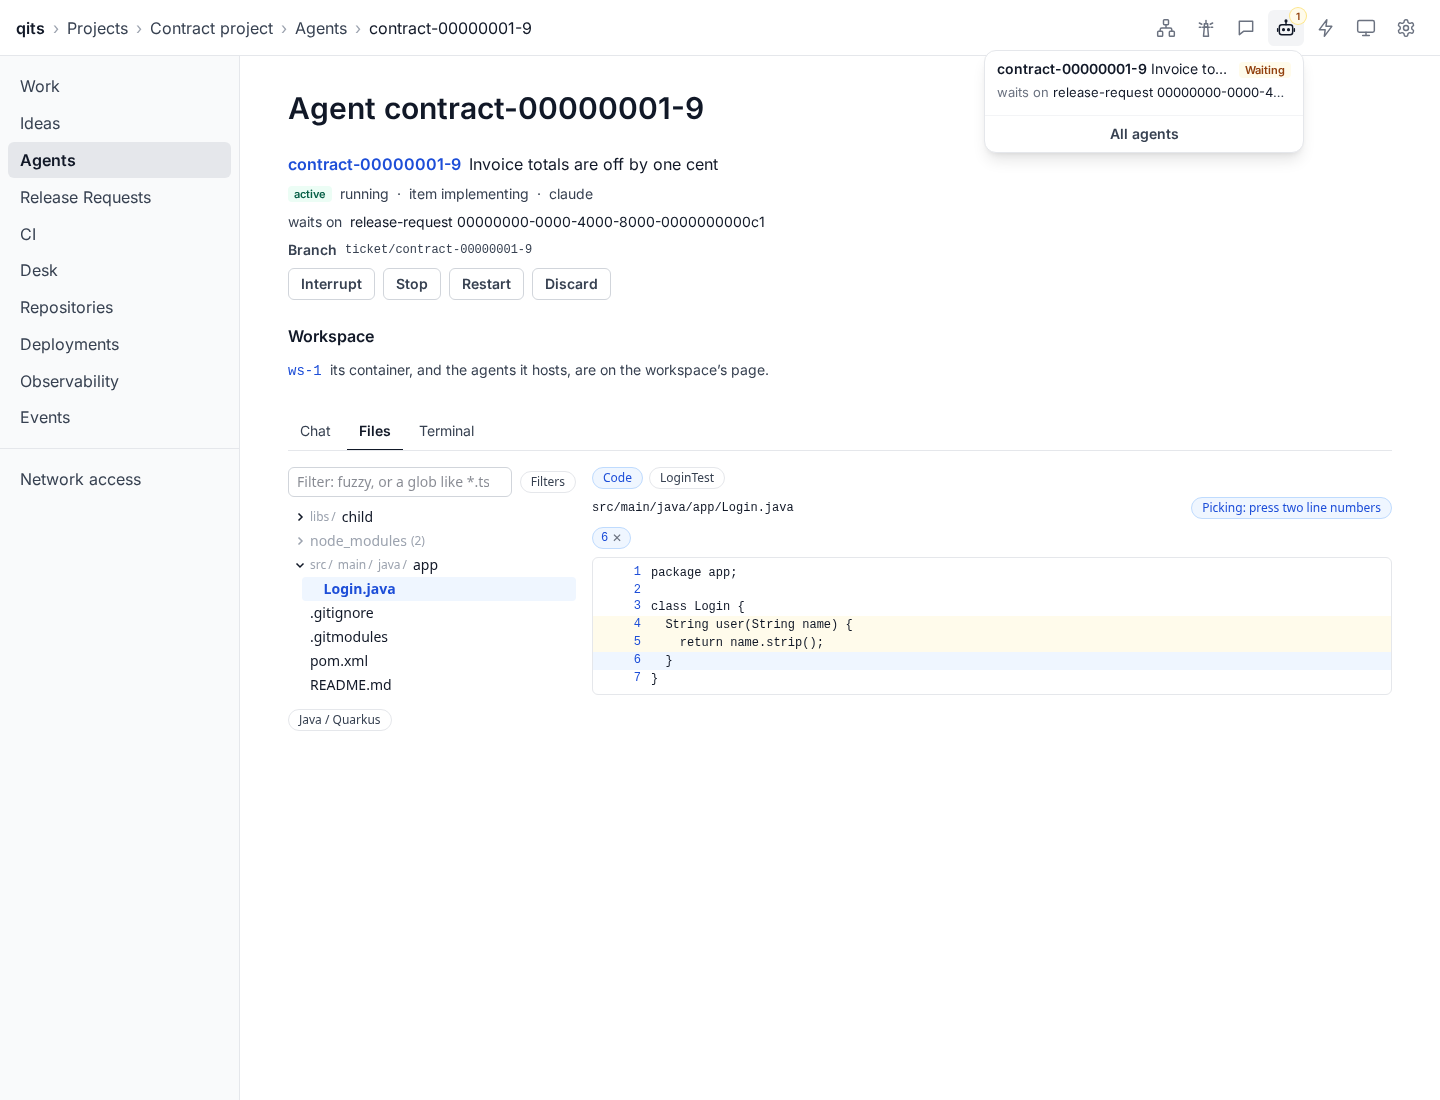 qits › Projects › Contract project › Agents › contract-00000001-9
1
contract-00000001-9 Invoice to... Waiting
waits on release-request 00000000-0000-4...
All agents
Work
Ideas
Agents
Release Requests
CI
Desk
Repositories
Deployments
Observability
Events
Network access
Agent contract-00000001-9
contract-00000001-9 Invoice totals are off by one cent
active running · item implementing · claude
waits on release-request 00000000-0000-4000-8000-0000000000c1
Branch ticket/contract-00000001-9
Interrupt Stop Restart Discard
Workspace
ws-1 its container, and the agents it hosts, are on the workspace’s page.
Chat Files Terminal
Filter: fuzzy, or a glob like *.ts Filters
libs/ child
node_modules (2)
src/ main/ java/ app
Login.java
.gitignore
.gitmodules
pom.xml
README.md
Java / Quarkus
Code LoginTest
src/main/java/app/Login.java Picking: press two line numbers
6 ×
1 package app;
2
3 class Login {
4 String user(String name) {
5 return name.strip();
6 }
7 }